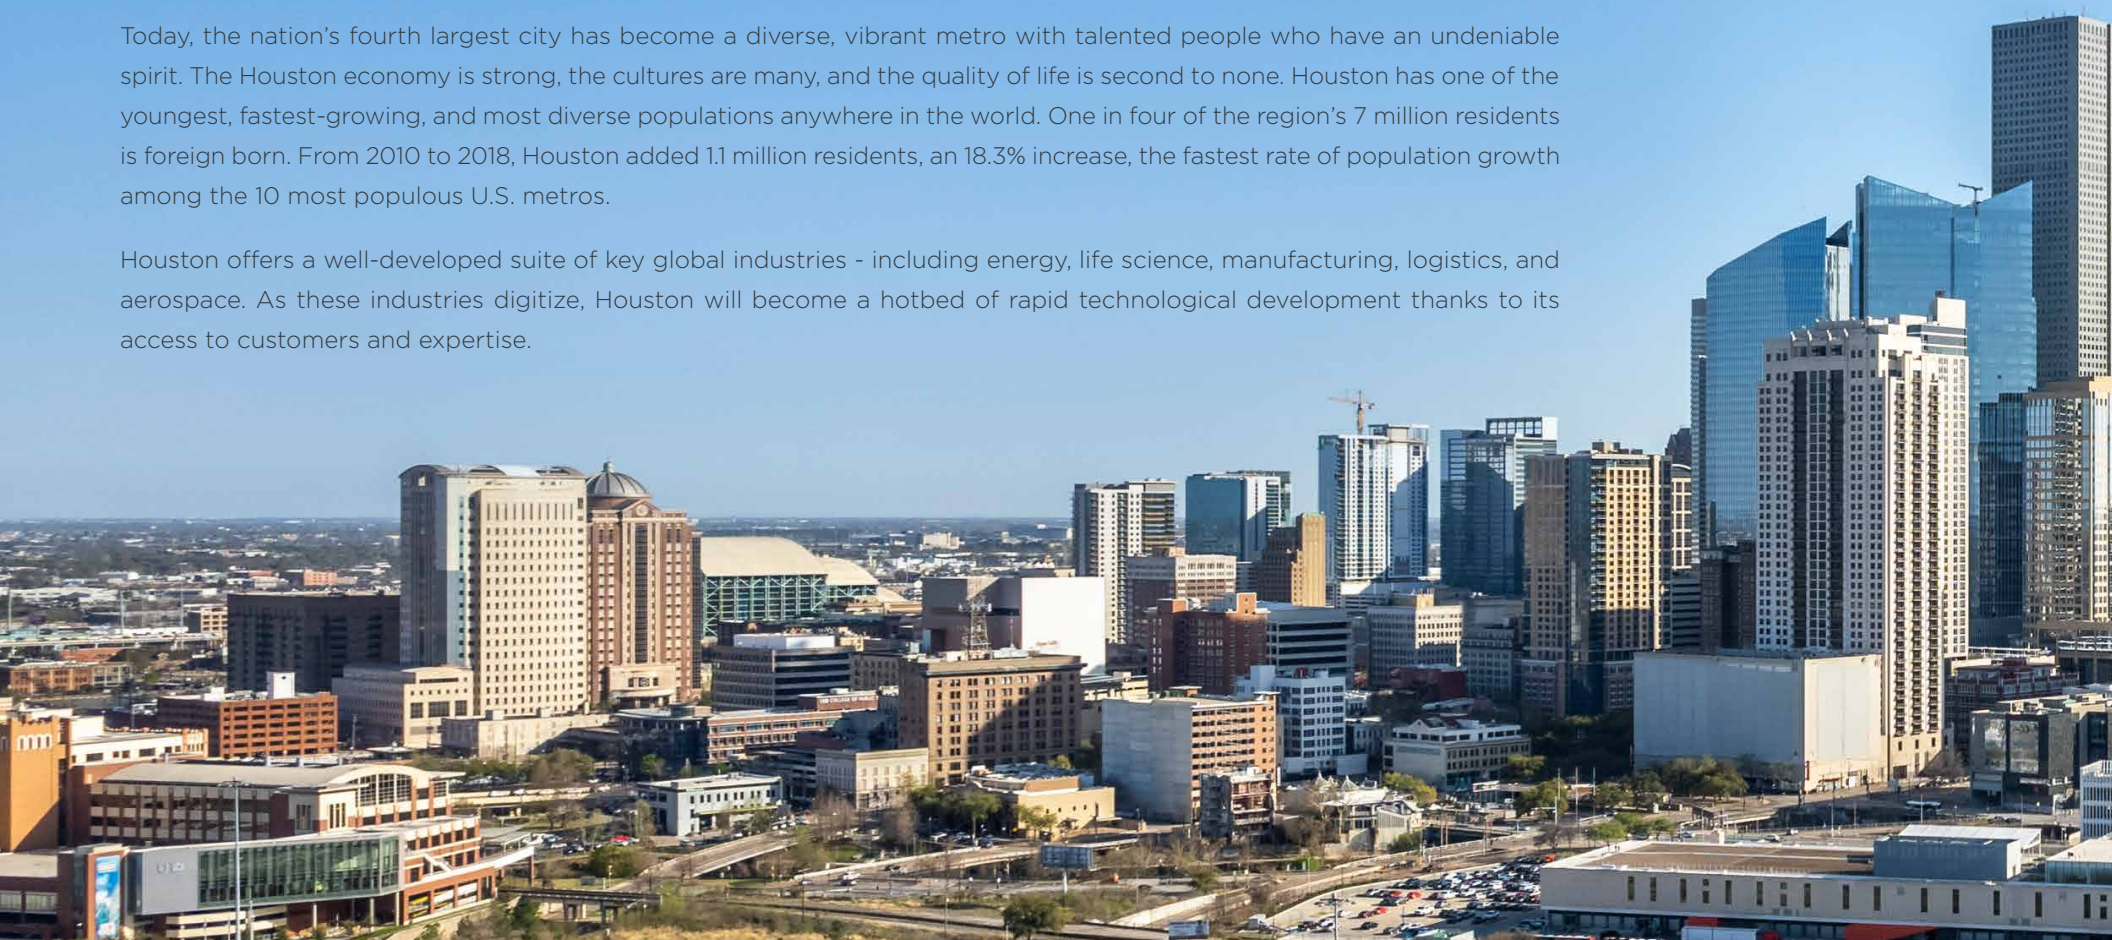 Today, the nation's fourth largest city has become a diverse, vibrant metro with talented people who have an undeniable
spirit. The Houston economy is strong, the cultures are many, and the quality of life is second to none. Houston has one of the
youngest, fastest-growing, and most diverse populations anywhere in the world. One in four of the region's 7 million residents
is foreign born. From 2010 to 2018, Houston added 1.1 million residents, an 18.3% increase, the fastest rate of population growth
among the 10 most populous U.S. metros.
Houston offers a well-developed suite of key global industries - including energy, life science, manufacturing, logistics, and
aerospace. As these industries digitize, Houston will become a hotbed of rapid technological development thanks to its
access to customers and expertise.